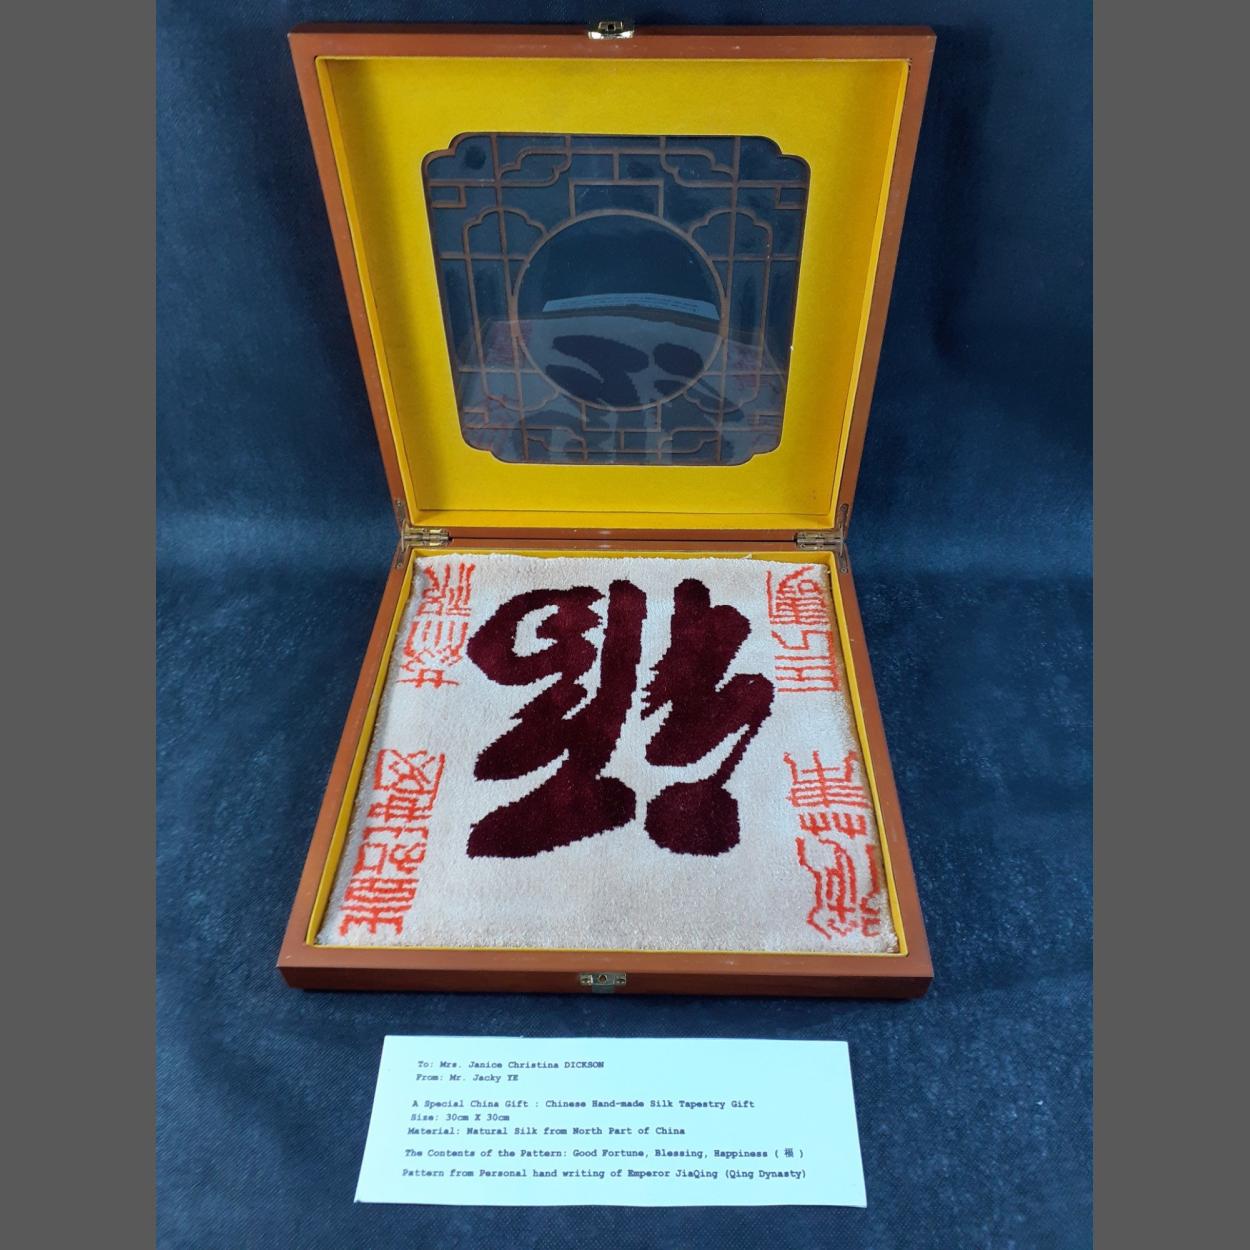 福
To: Mrs. Janice Christina DICKSON
From: Mr. Jacky YE
A Special China Gift : Chinese Hand-made Silk Tapestry Gift
Size: 30cm X 30cm
Material: Natural Silk from North Part of China
The Contents of the Pattern: Good Fortune, Blessing, Happiness ( 福 )
Pattern from Personal hand writing of Emperor JiaQing (Qing Dynasty)